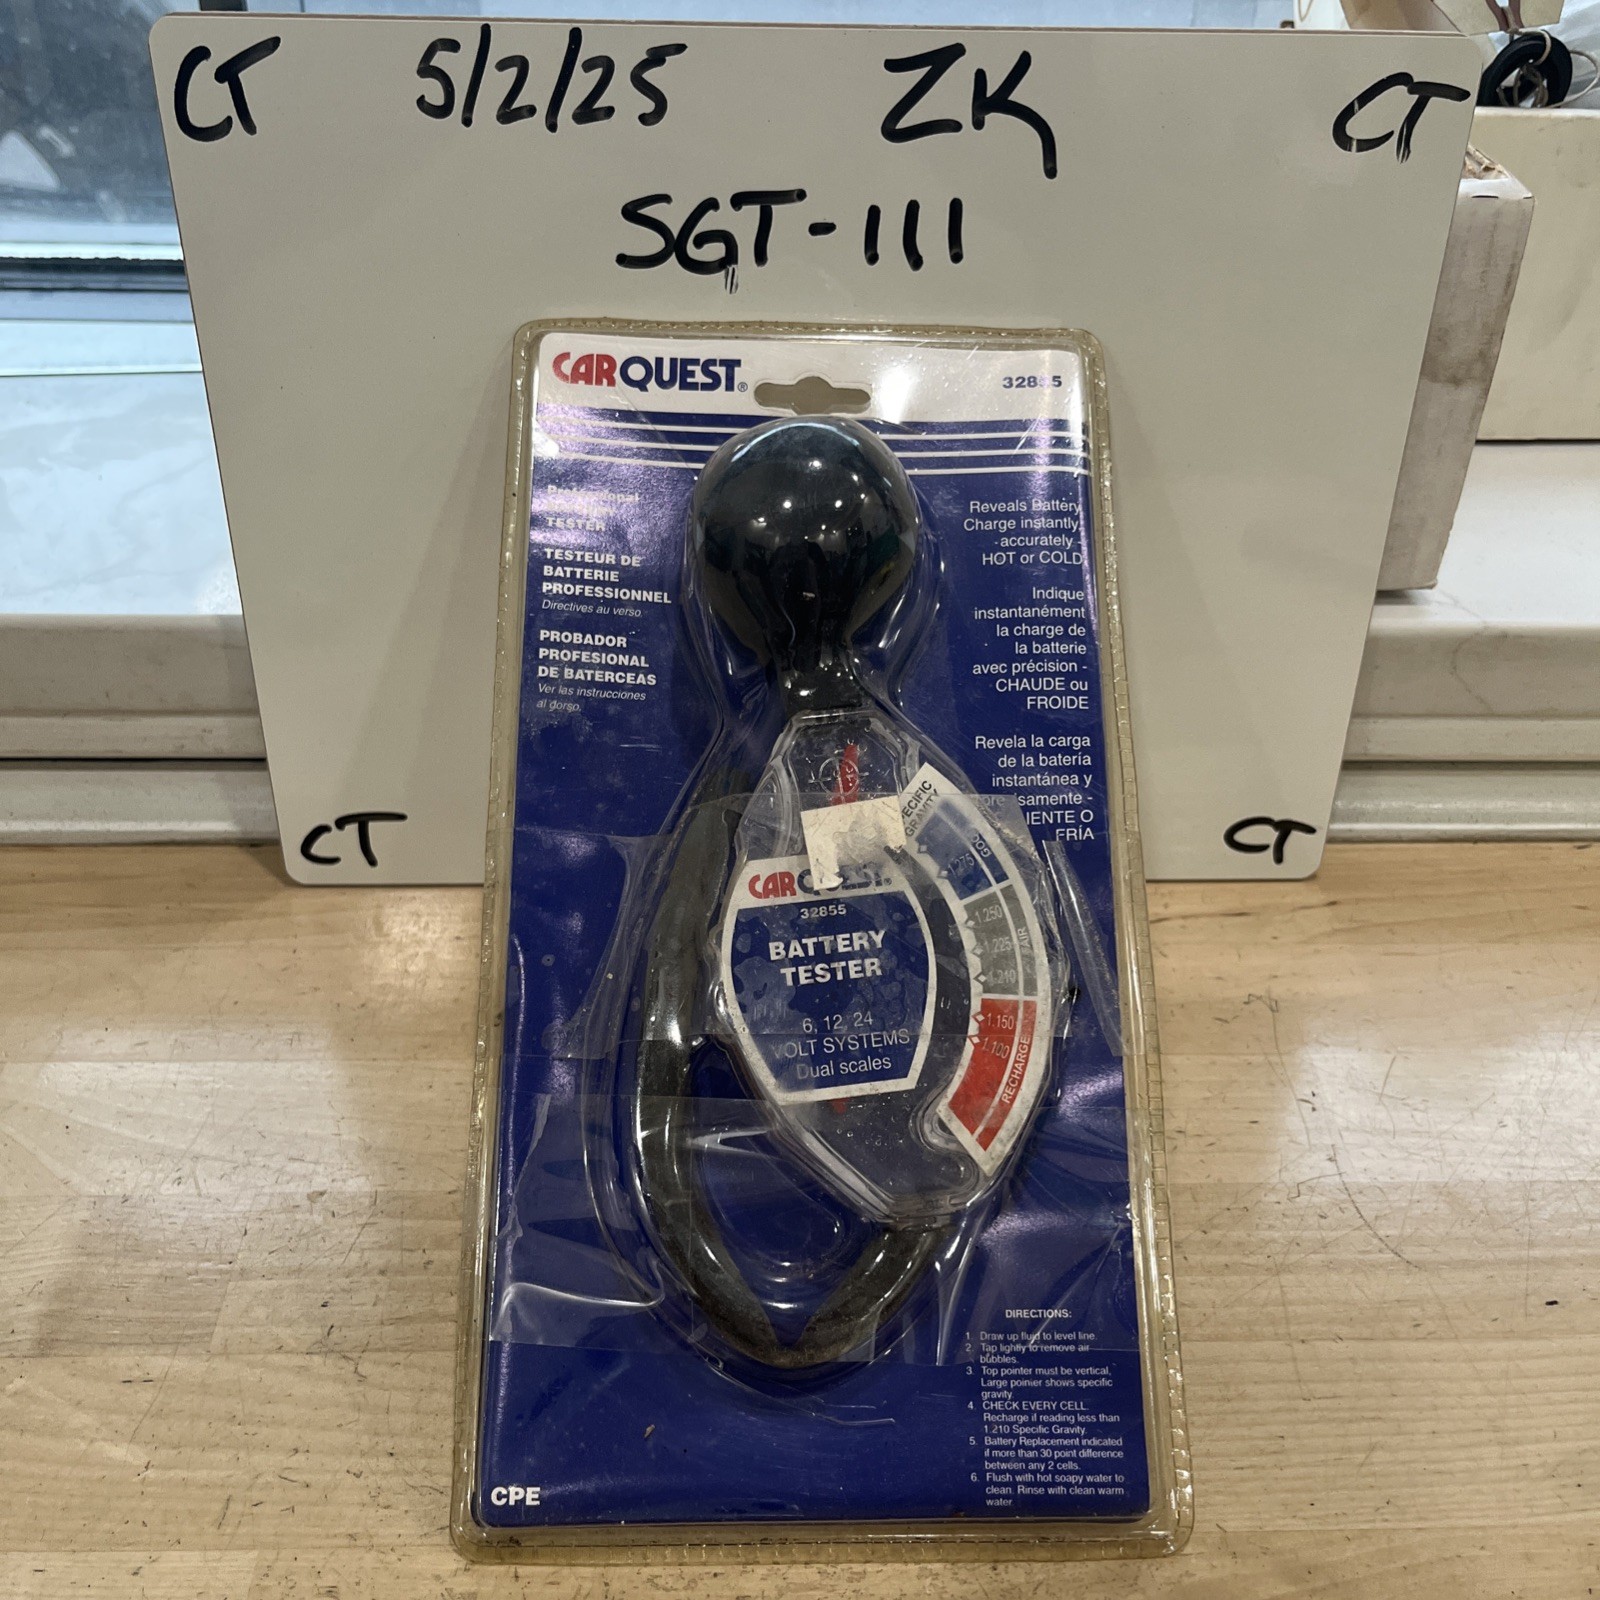 CT 5/2/25 ZK CT
SGT-111
CARQUEST®
Professional
TESTER
TESTEUR DE
BATTERIE
PROFESSIONNEL
Directives au verso
PROBADOR
PROFESIONAL
DE BATERCEAS
Ver las instrucciones
al dorso.
Reveals Battery
Charge instantly,
-accurately-
HOT or COLD
Indique
instantanément
la charge de
la batterie
avec précision -
CHAUDE ou
FROIDE
Revela la carga
de la batería
instantánea y
FRÍA
GRAVITY
1.275
1.250
1.225
1.210
1.150
1.100
RECHARGE
CARQUEST®
32855
BATTERY
TESTER
6, 12, 24
VOLT SYSTEMS
Dual scales
CT CT
DIRECTIONS:
1. Draw up fluid to level line.
2. Tap lightly to remove air
bubbles.
3. Top pointer must be vertical,
Large pointer shows specific
gravity.
4. CHECK EVERY CELL.
Recharge if reading less than
1.210 Specific Gravity.
5. Battery Replacement indicated
if more than 30 point difference
between any 2 cells.
6. Flush with hot soapy water to
clean. Rinse with clean warm
water
CPE